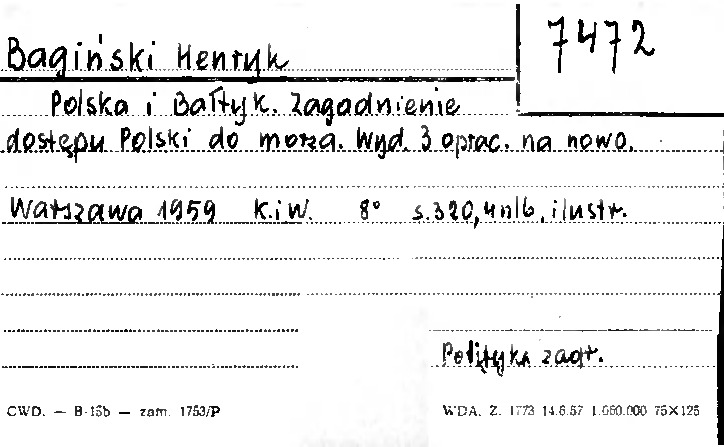 7472
Bagiński Henryk
Polska i Bałtyk. Zagadnienie
dostępu Polski do morza. Wyd. 3 oprac. na nowo.
Warszawa 1959 K.iW. 8° s.320,4nlb, ilustr.
Polityka zagr.
CWD. — B-15b — zam. 1753/P
WDA. Z. 1773 14.6.57 1.060.000 75×125